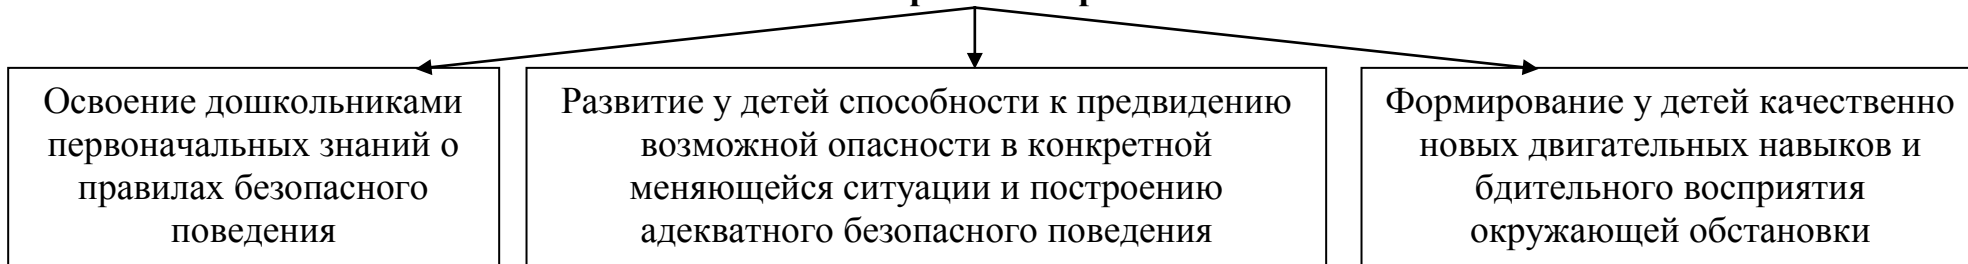 Освоение дошкольниками
первоначальных знаний о
правилах безопасного
поведения
Развитие у детей способности к предвидению
возможной опасности в конкретной
меняющейся ситуации и построению
адекватного безопасного поведения
Формирование у детей качественно
новых двигательных навыков и
бдительного восприятия
окружающей обстановки